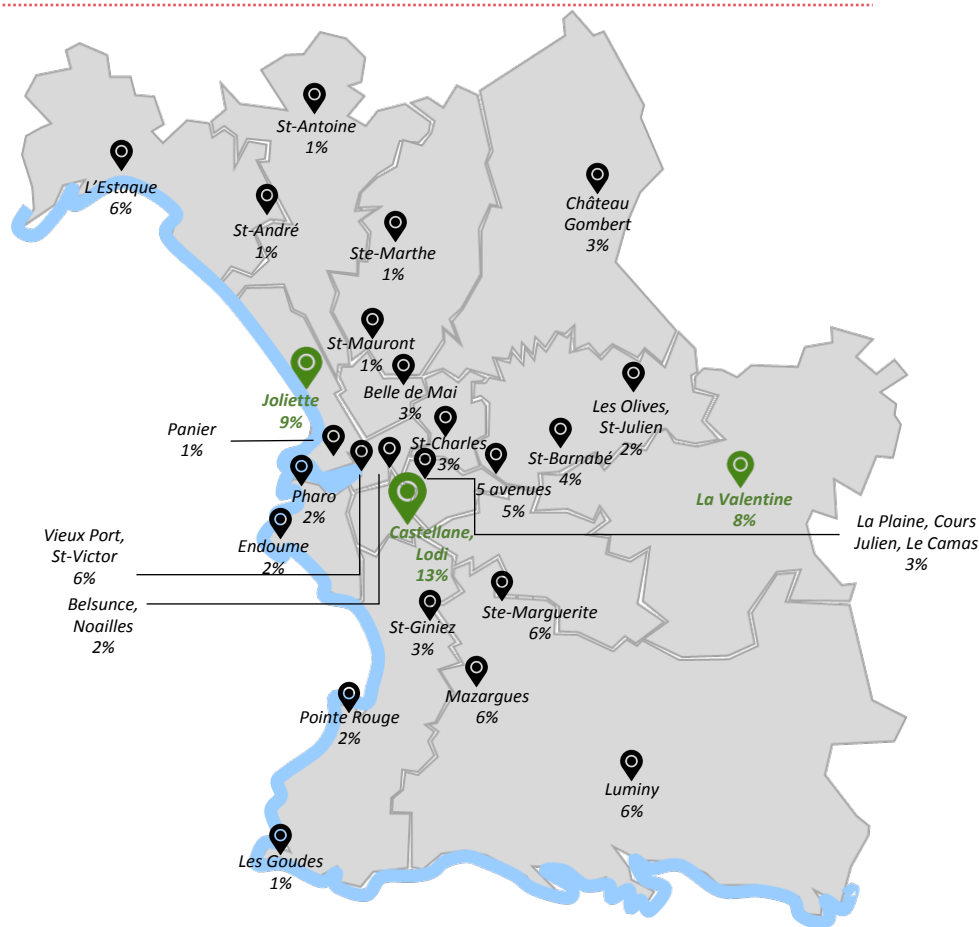 St-Antoine
1%
L'Estaque
6%
Château
Gombert
3%
St-André
1%
Ste-Marthe
1%
St-Mauront
1%
Joliette
9%
Belle de Mai
3%
Les Olives,
St-Julien
2%
Panier
1%
St-Charles
3%
St-Barnabé
4%
5 avenues
5%
La Valentine
8%
Pharo
2%
Vieux Port,
St-Victor
6%
Endoume
2%
Castellane,
Lodi
13%
La Plaine, Cours
Julien, Le Camas
3%
Belsunce,
Noailles
2%
St-Giniez
3%
Ste-Marguerite
6%
Mazargues
6%
Pointe Rouge
2%
Luminy
6%
Les Goudes
1%